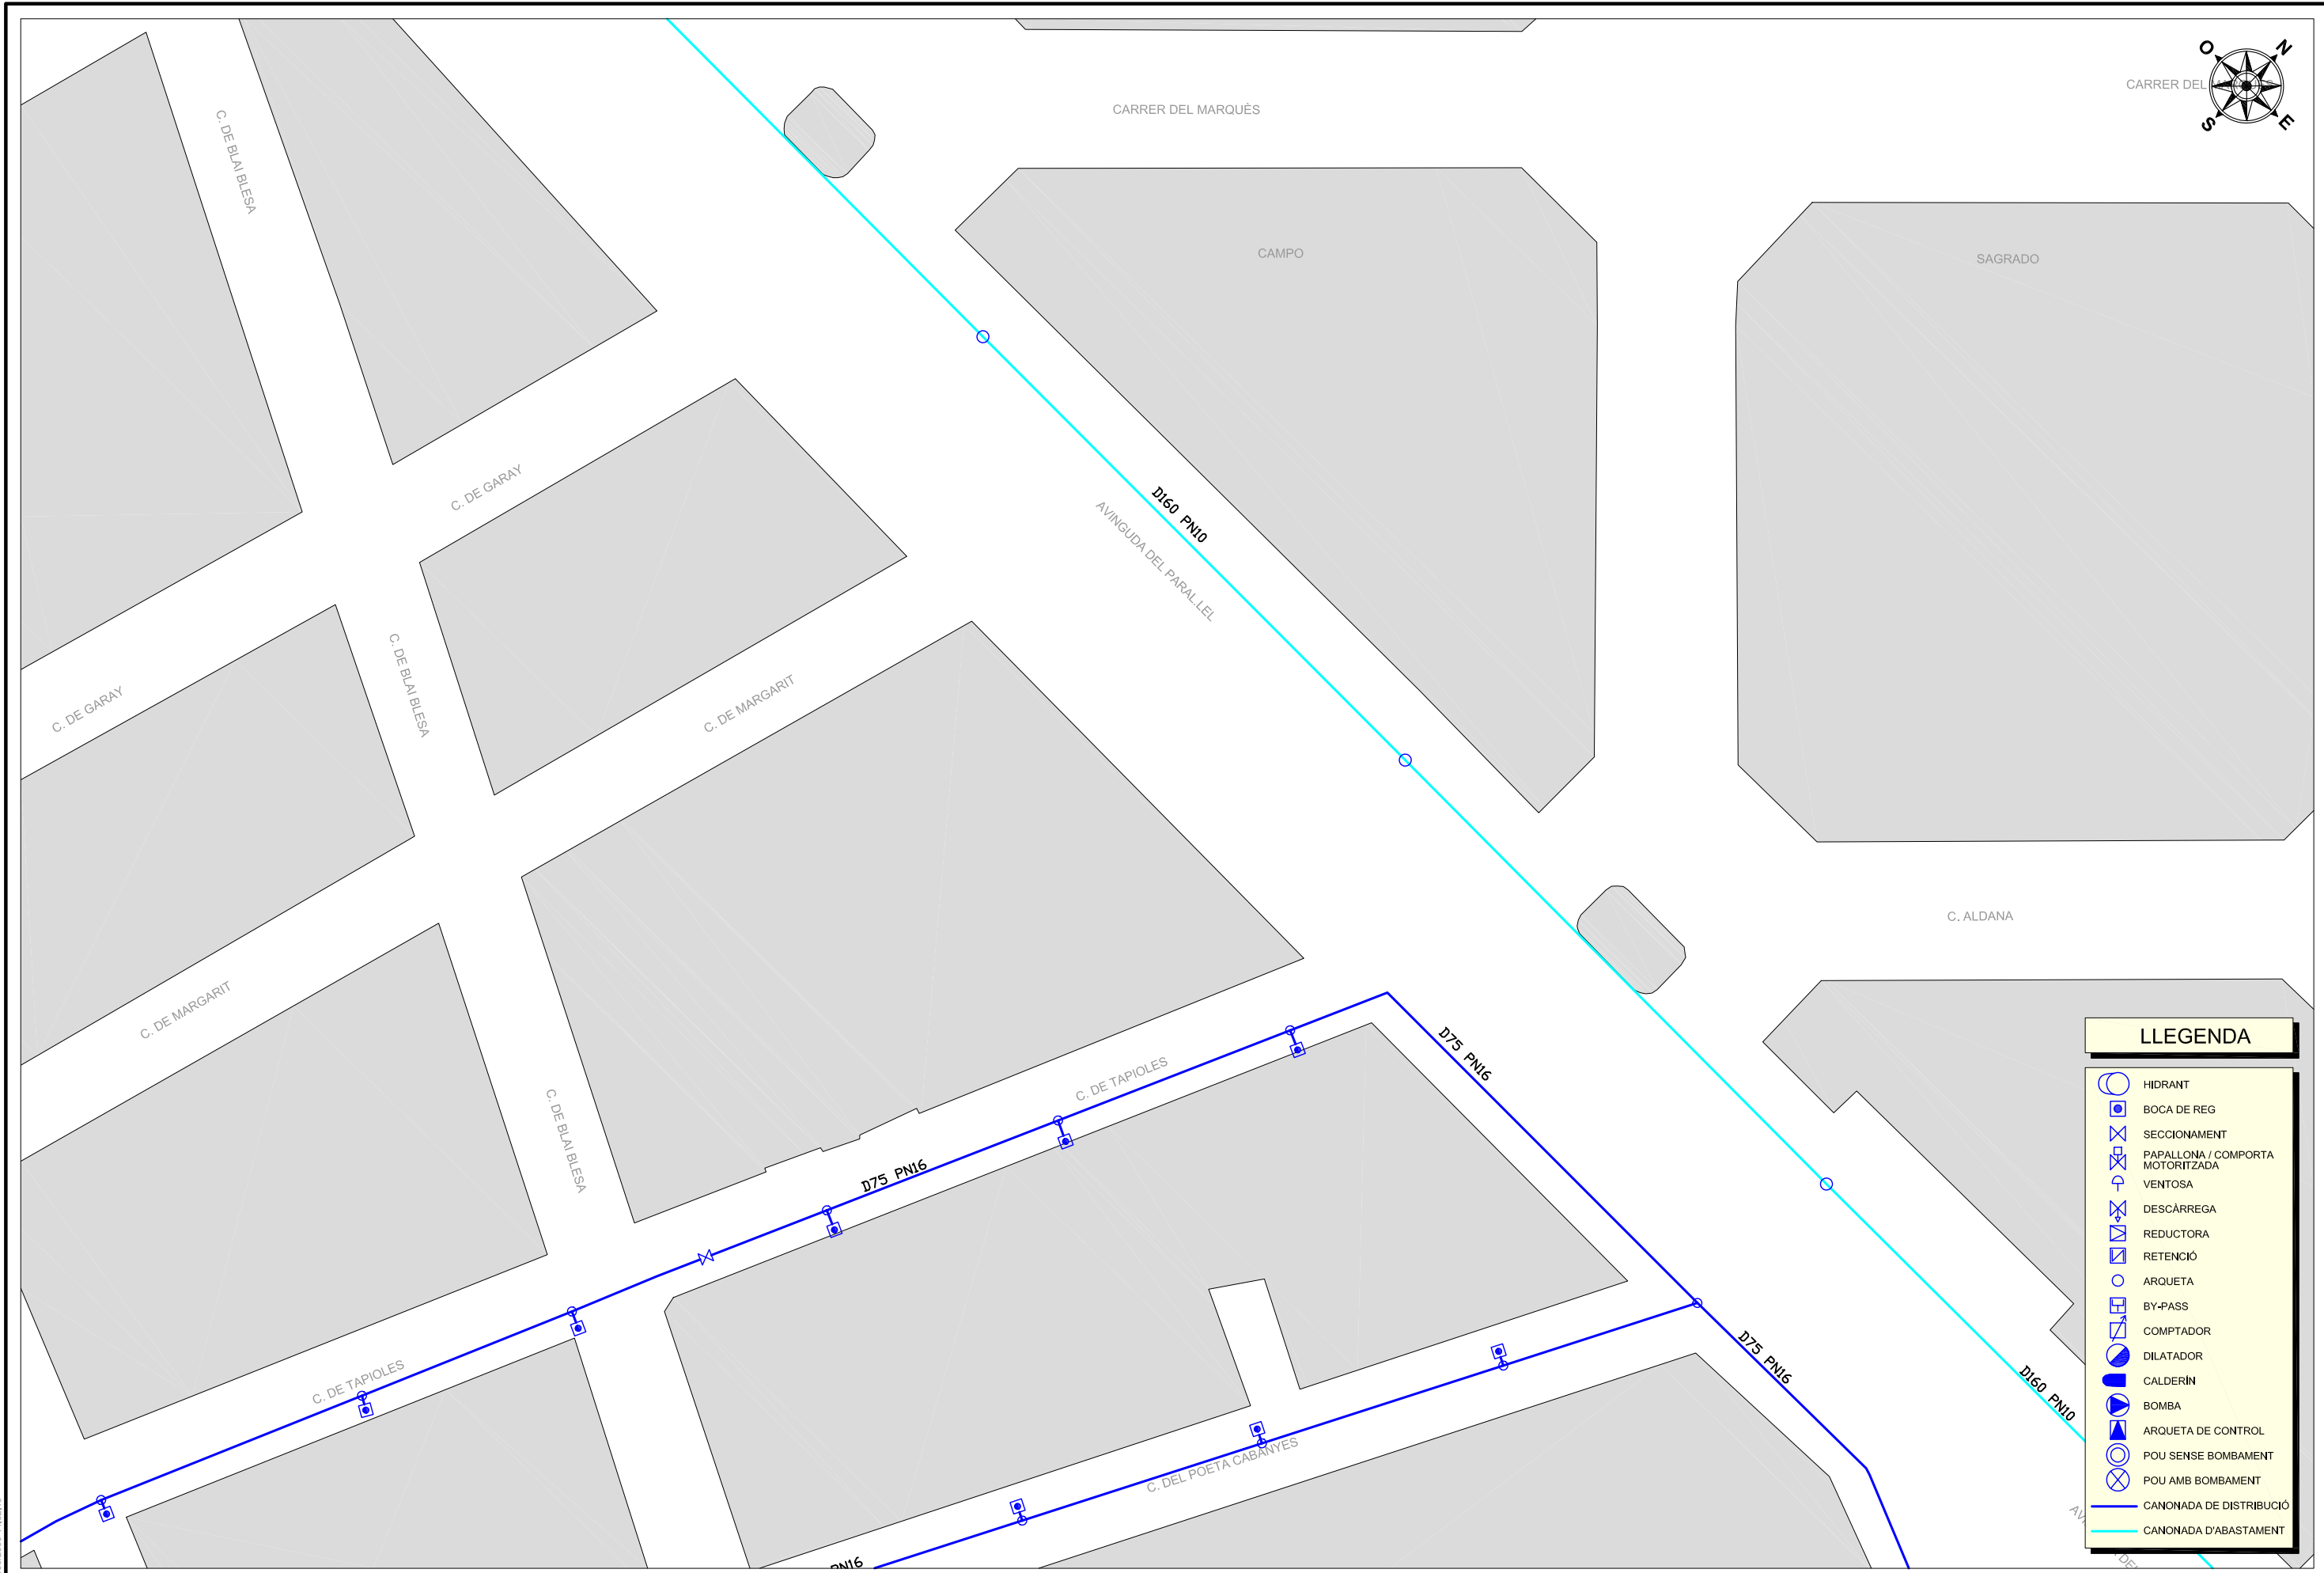 O
N
S
E
CARRER DEL
CARRER DEL MARQUÈS
C. DE BLAI BLESA
CAMPO
SAGRADO
C. DE GARAY
D160 PN10
AVINGUDA DEL PARAL.LEL
C. DE BLAI BLESA
C. DE GARAY
C. DE MARGARIT
C. ALDANA
C. DE MARGARIT
D75 PN16
C. DE TAPIOLES
C. DE BLAI BLESA
D75 PN16
C. DE TAPIOLES
D75 PN16
D160 PN10
C. DEL POETA CABANYES
PN16
LLEGENDA
HIDRANT
BOCA DE REG
SECCIONAMENT
PAPALLONA / COMPORTA
MOTORITZADA
VENTOSA
DESCÀRREGA
REDUCTORA
RETENCIÓ
ARQUETA
BY-PASS
COMPTADOR
DILATADOR
CALDERÍN
BOMBA
ARQUETA DE CONTROL
POU SENSE BOMBAMENT
POU AMB BOMBAMENT
CANONADA DE DISTRIBUCIÓ
CANONADA D'ABASTAMENT